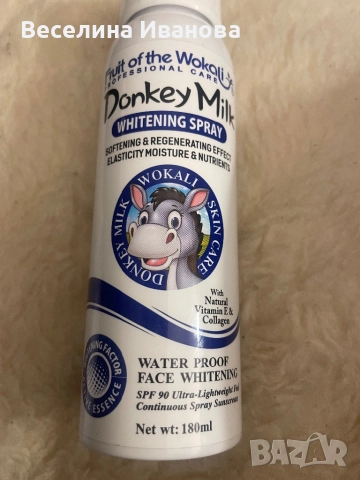 Веселина Иванова
Fruit of the Wokali
PROFESSIONAL CARE
Donkey Milk
WHITENING SPRAY
SOFTENING & REGENERATING EFFECT
ELASTICITY MOISTURE & NUTRIENTS
DONKEY MILK WOKALI SKIN CARE
With
Natural
Vitamin E &
Collagen
FACTOR
ESSENCE
WATER PROOF
FACE WHITENING
SPF 90 Ultra-Lightweight
Continuous Spray Sunscreen
Net wt: 180ml
BAZAR